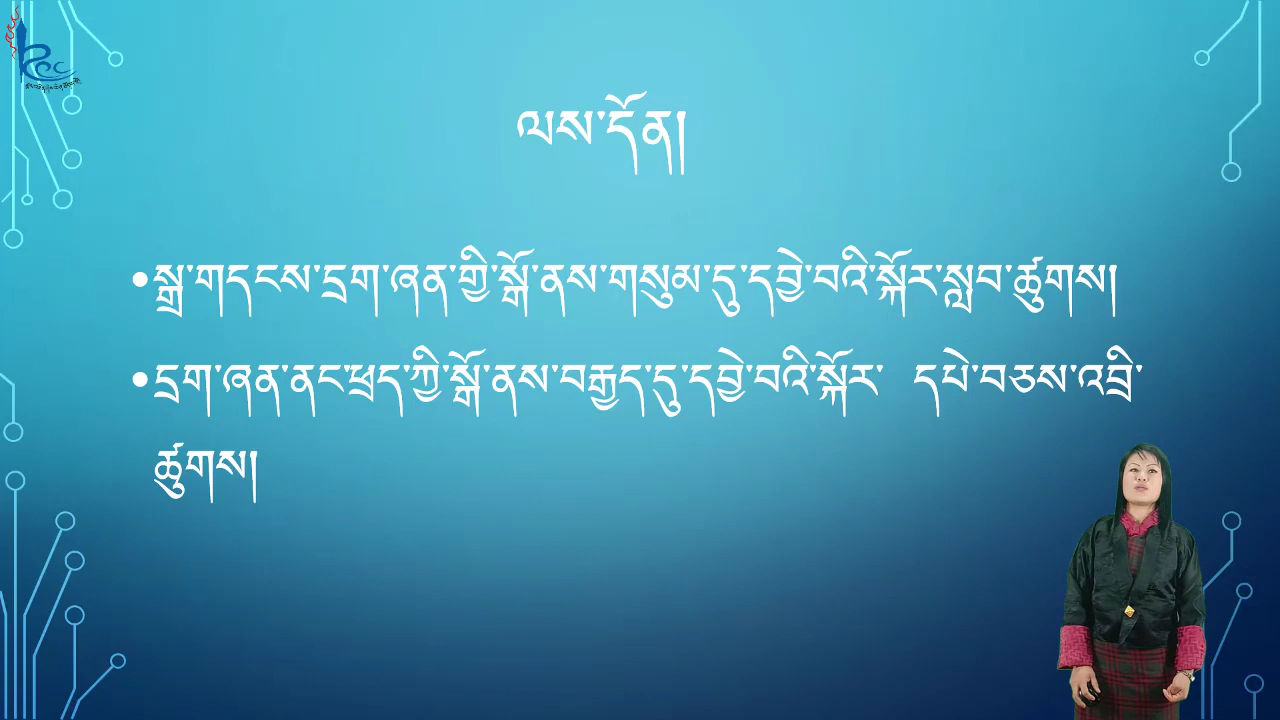 ལས་དོན།
•སྒྲ་གདངས་དྲག་ཞན་གྱི་སྒོ་ནས་གསུམ་དུ་དབྱེ་བའི་སྐོར་སླབ་ཚུགས།
•དྲག་ཞན་ནང་ཕྲད་ཀྱི་སྒོ་ནས་བརྒྱད་དུ་དབྱེ་བའི་སྐོར་ དཔེ་བཅས་འབྲི་
ཚུགས།